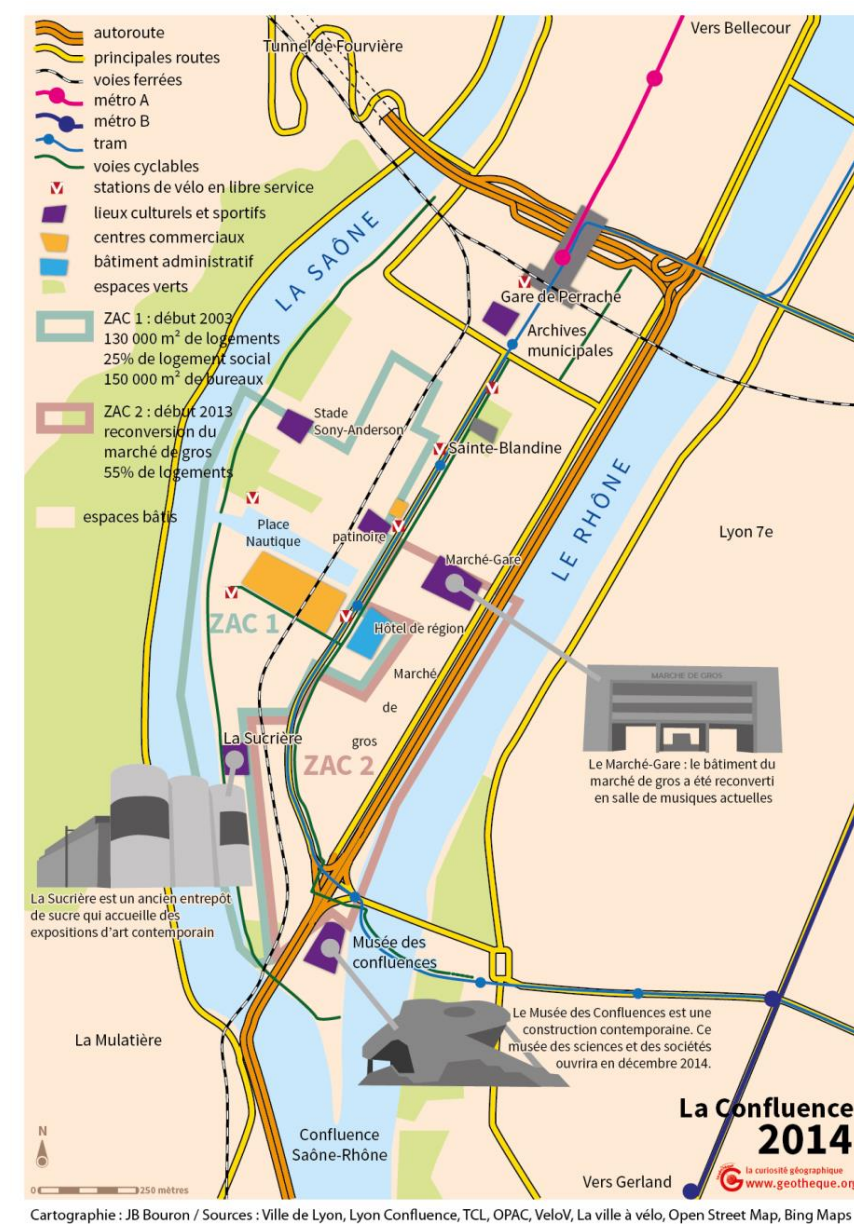 autoroute
principales routes
voies ferrées
métro A
métro B
tram
voies cyclables
stations de vélo en libre service
lieux culturels et sportifs
centres commerciaux
bâtiment administratif
espaces verts
ZAC 1 : début 2003
130 000 m² de logements
25% de logement social
150 000 m² de bureaux
ZAC 2 : début 2013
reconversion du
marché de gros
55% de logements
espaces bâtis
Tunnel de Fourvière
Vers Bellecour
LA SAÔNE
Gare de Perrache
Archives
municipales
Stade
Sony-Anderson
Sainte-Blandine
LE RHÔNE
Lyon 7e
Place
Nautique
patinoire
Marché-Gare
ZAC 1
Hôtel de région
Marché
de
gros
MARCHE DE GROS
La Sucrière
ZAC 2
Le Marché-Gare : le bâtiment du
marché de gros a été reconverti
en salle de musiques actuelles
La Sucrière est un ancien entrepôt
de sucre qui accueille des
expositions d'art contemporain
Musée des
confluences
Le Musée des Confluences est une
construction contemporaine. Ce
musée des sciences et des sociétés
ouvrira en décembre 2014.
La Mulatière
Confluence
Saône-Rhône
La Confluence
2014
N
0 250 mètres
Vers Gerland
la curiosité géographique
www.geotheque.org
Cartographie : JB Bouron / Sources : Ville de Lyon, Lyon Confluence, TCL, OPAC, VeloV, La ville à vélo, Open Street Map, Bing Maps